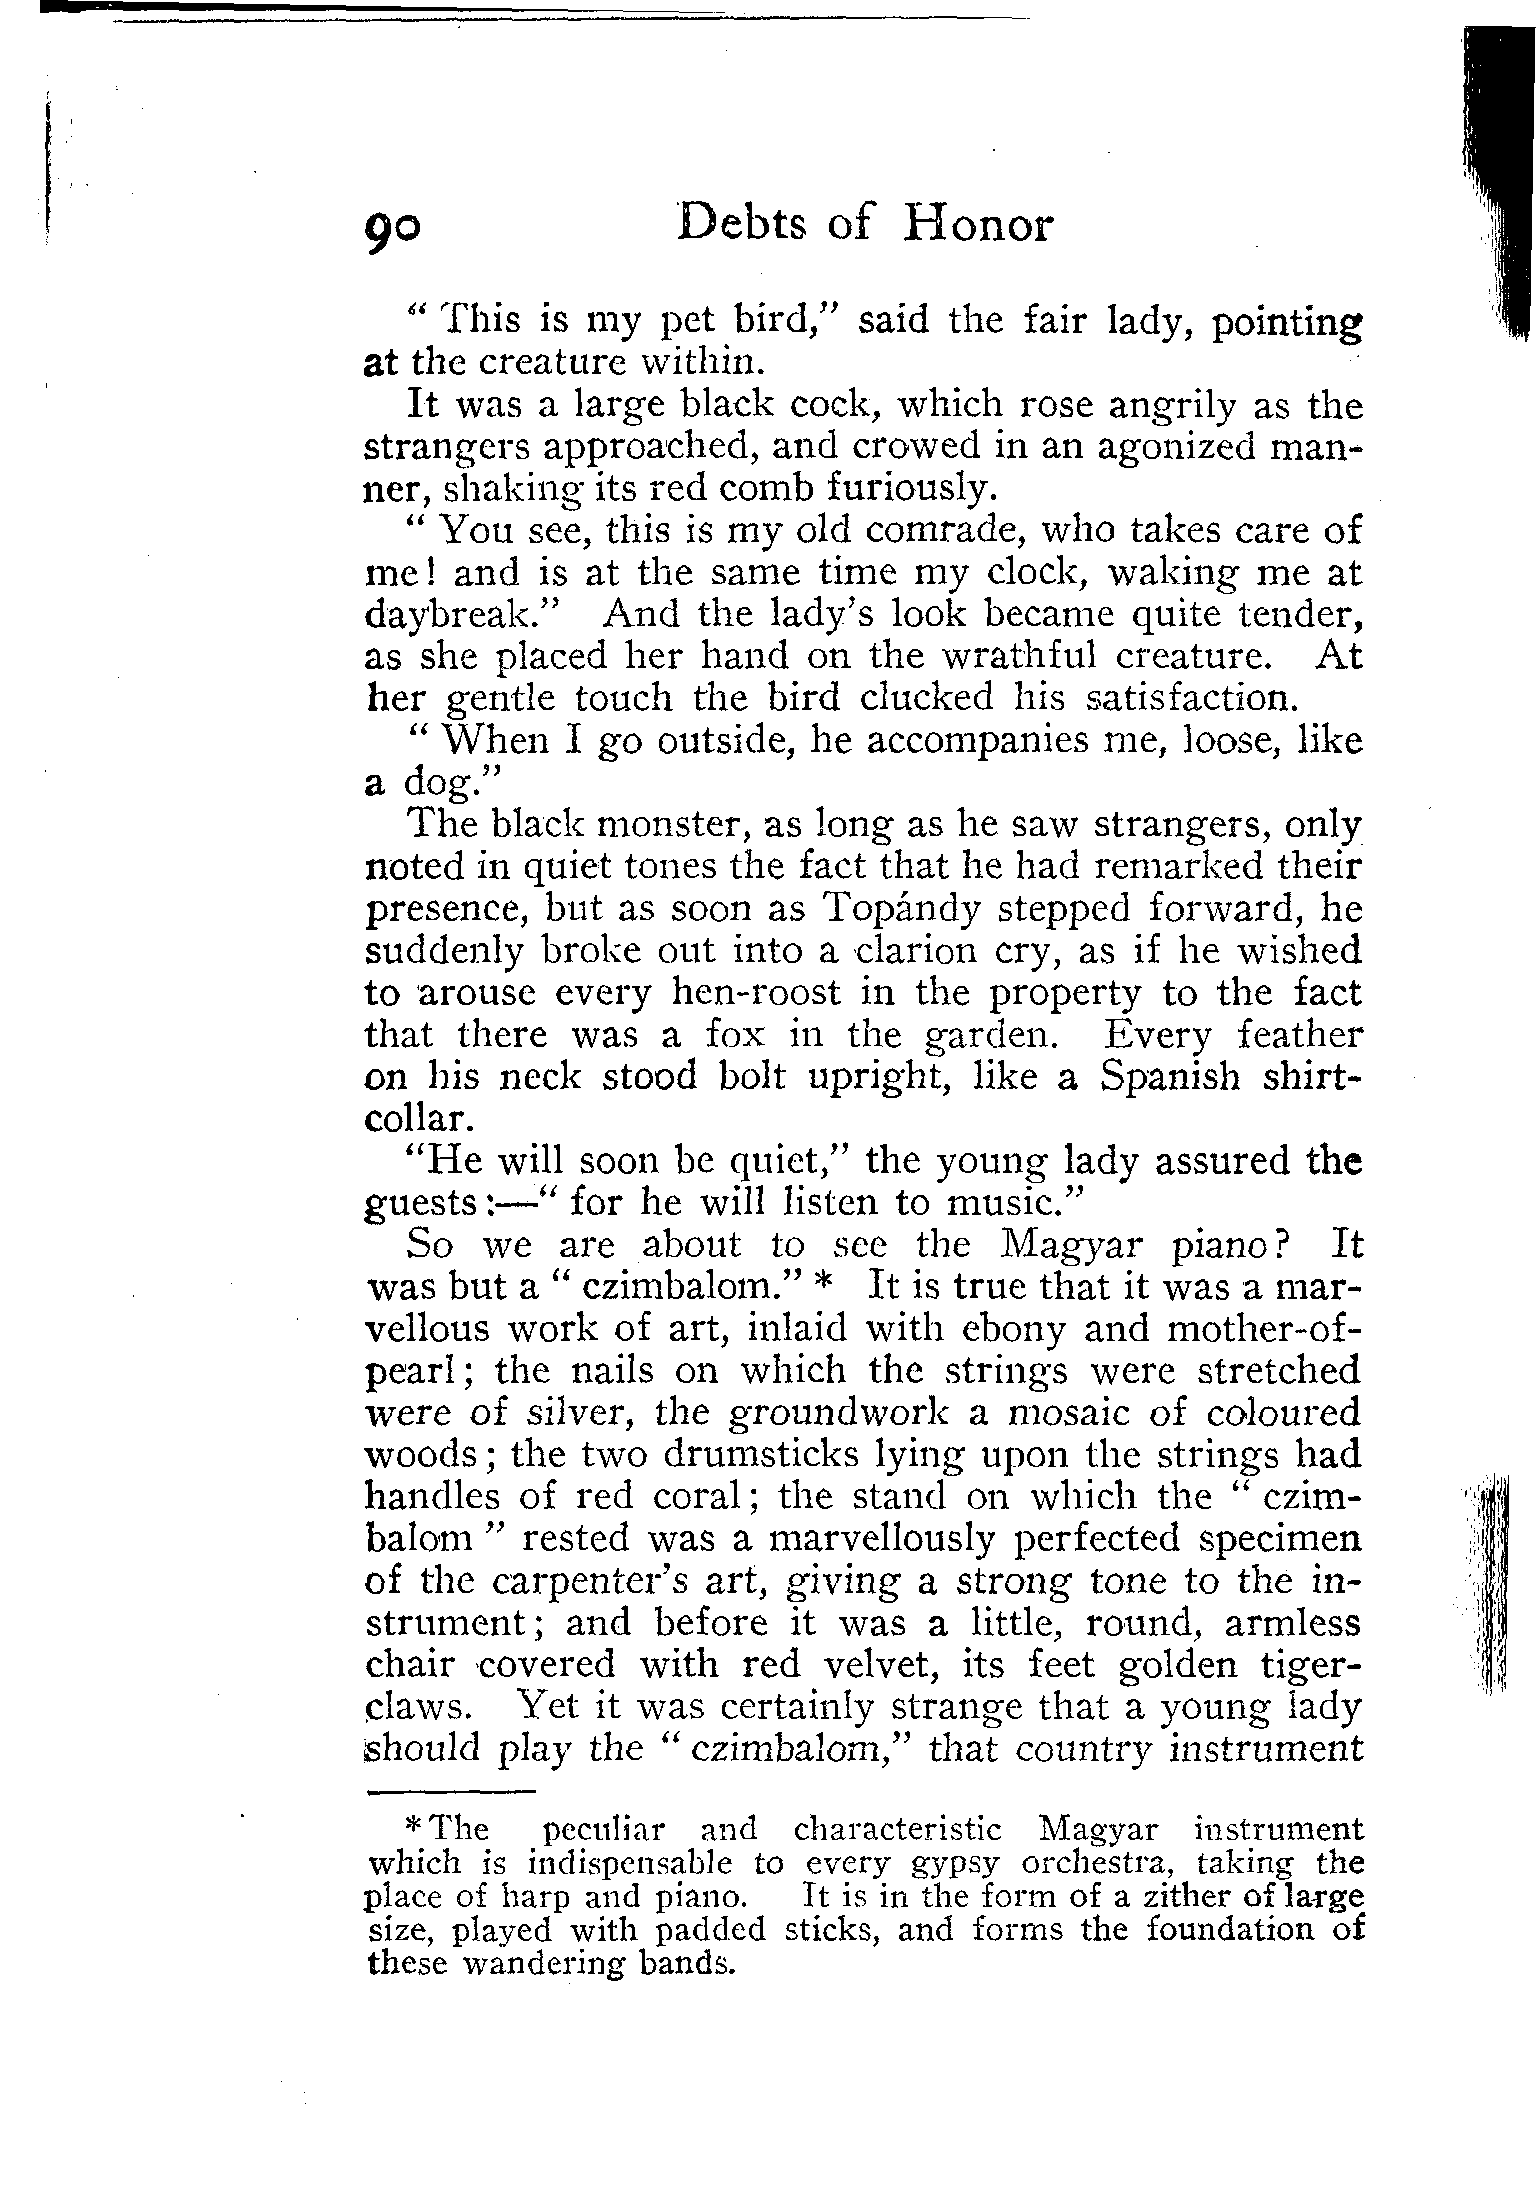 90 Debts of Honor
“ This is my pet bird,” said the fair lady, pointing
at the creature within.
It was a large black cock, which rose angrily as the
strangers approached, and crowed in an agonized man-
ner, shaking its red comb furiously.
“ You see, this is my old comrade, who takes care of
me! and is at the same time my clock, waking me at
daybreak.” And the lady’s look became quite tender,
as she placed her hand on the wrathful creature. At
her gentle touch the bird clucked his satisfaction.
“ When I go outside, he accompanies me, loose, like
a dog.”
The black monster, as long as he saw strangers, only
noted in quiet tones the fact that he had remarked their
presence, but as soon as Topándy stepped forward, he
suddenly broke out into a clarion cry, as if he wished
to arouse every hen-roost in the property to the fact
that there was a fox in the garden. Every feather
on his neck stood bolt upright, like a Spanish shirt-
collar.
“He will soon be quiet,” the young lady assured the
guests:—“ for he will listen to music.”
So we are about to see the Magyar piano? It
was but a “ czimbalom.” * It is true that it was a mar-
vellous work of art, inlaid with ebony and mother-of-
pearl; the nails on which the strings were stretched
were of silver, the groundwork a mosaic of coloured
woods; the two drumsticks lying upon the strings had
handles of red coral; the stand on which the “ czim-
balom ” rested was a marvellously perfected specimen
of the carpenter’s art, giving a strong tone to the in-
strument; and before it was a little, round, armless
chair covered with red velvet, its feet golden tiger-
claws. Yet it was certainly strange that a young lady
should play the “ czimbalom,” that country instrument
* The peculiar and characteristic Magyar instrument
which is indispensable to every gypsy orchestra, taking the
place of harp and piano. It is in the form of a zither of large
size, played with padded sticks, and forms the foundation of
these wandering bands.